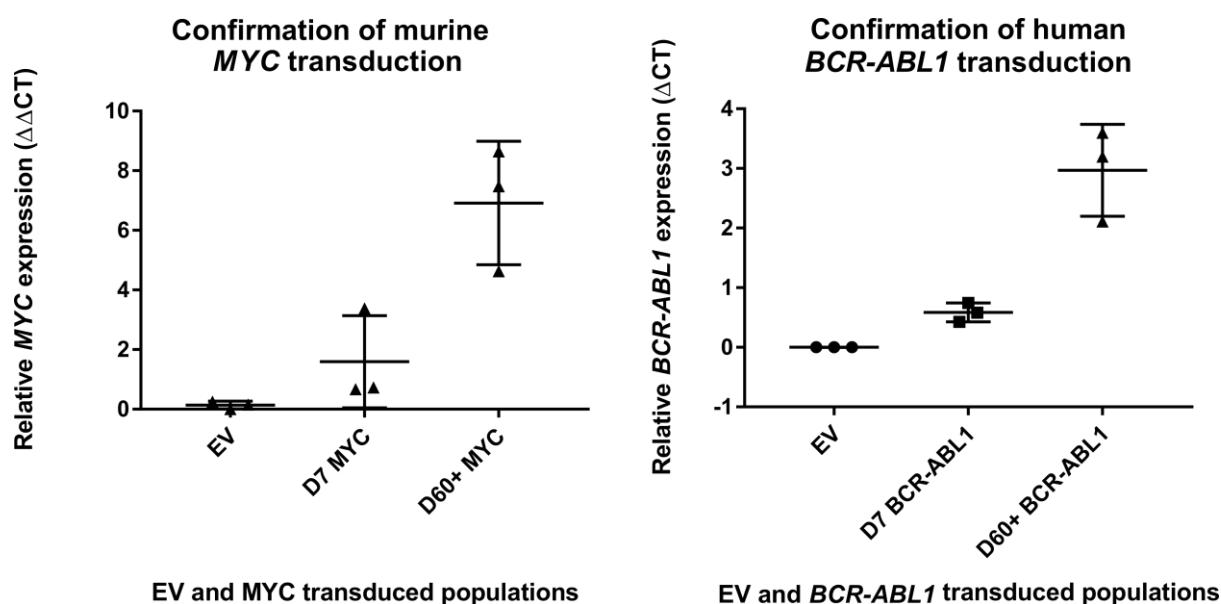 Confirmation of murine
MYC transduction
Relative MYC expression (ΔΔCT)
10
8
6
4
2
0
EV
D7 MYC
D60+ MYC
EV and MYC transduced populations
Confirmation of human
BCR-ABL1 transduction
Relative BCR-ABL1 expression (ΔCT)
4
3
2
1
0
-1
EV
D7 BCR-ABL1
D60+ BCR-ABL1
EV and BCR-ABL1 transduced populations